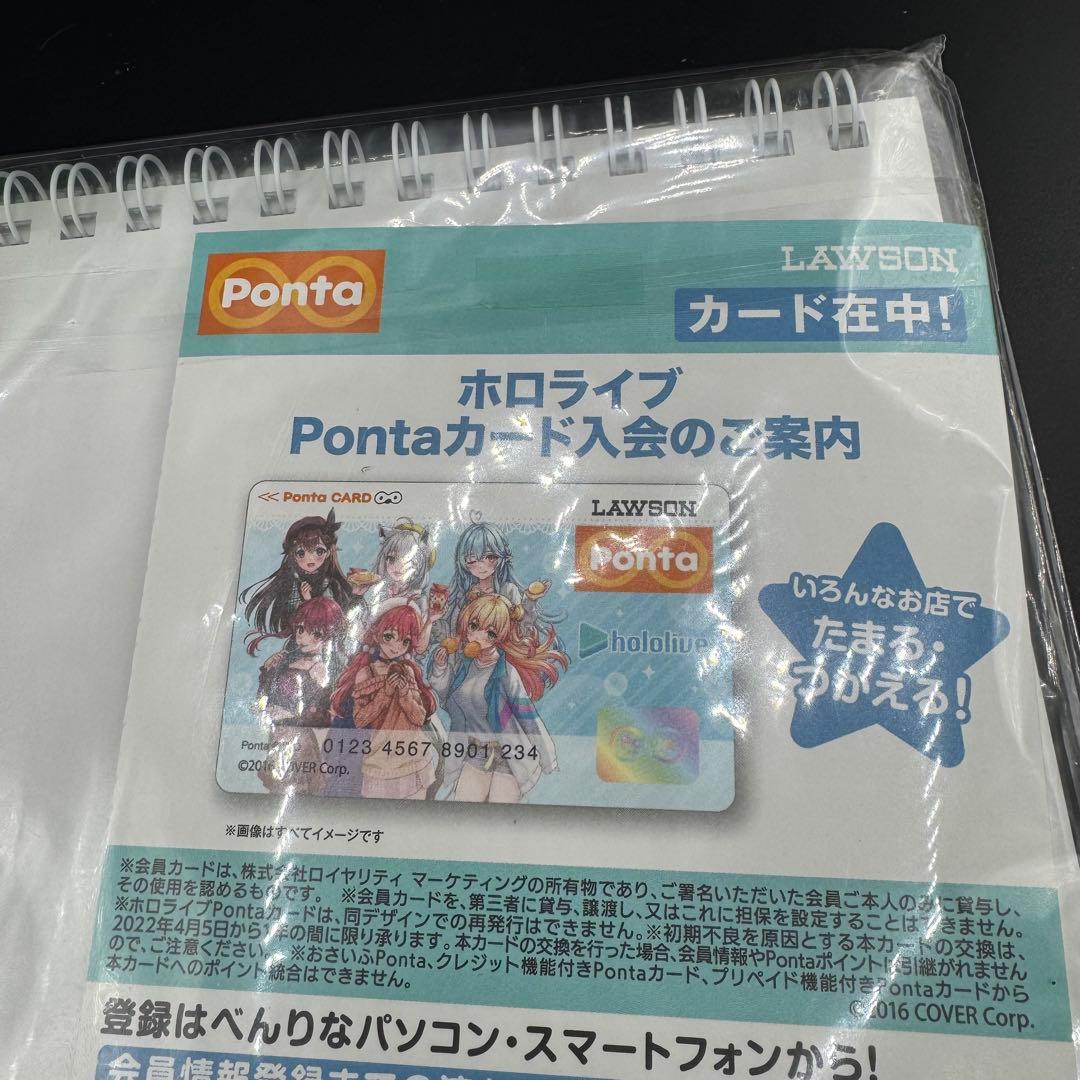 Ponta
LAWSON
カード在中!
ホロライブ
Pontaカード入会のご案内
<< Ponta CARD
LAWSON
Ponta
hololive
いろんなお店で
たまる・
つかえる!
0123 4567 8901 234
©2016 COVER Corp.
※画像はすべてイメージです
※会員カードは、株式会社ロイヤリティ マーケティングの所有物であり、ご署名いただいた会員ご本人のみに貸与し、
その使用を認めるものです。 ※会員カードを、第三者に貸与、譲渡し、又はこれに担保を設定することはできません。
※ホロライブPontaカードは、同デザインでの再発行はできません。※初期不良を原因とする本カードの交換は、
2022年4月5日から1年の間に限り承ります。本カードの交換を行った場合、会員情報やPontaポイントは引継がれません
ので、ご注意ください。※おさいふPonta、クレジット機能付きPontaカード、プリペイド機能付きPontaカードから
本カードへのポイント統合はできません。
©2016 COVER Corp.
登録はべんりなパソコン・スマートフォンから!